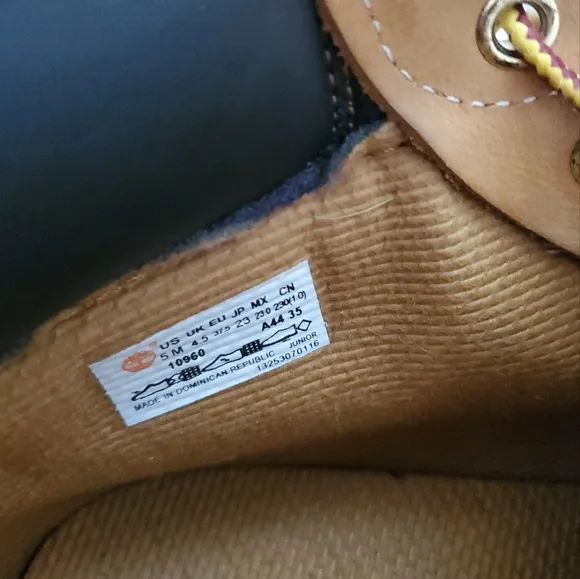 US UK EU JP MX CN
5 M 4.5 37.5 23 230 230(1.0)
10960 A44 35
MADE IN DOMINICAN REPUBLIC JUNIOR
13253070116